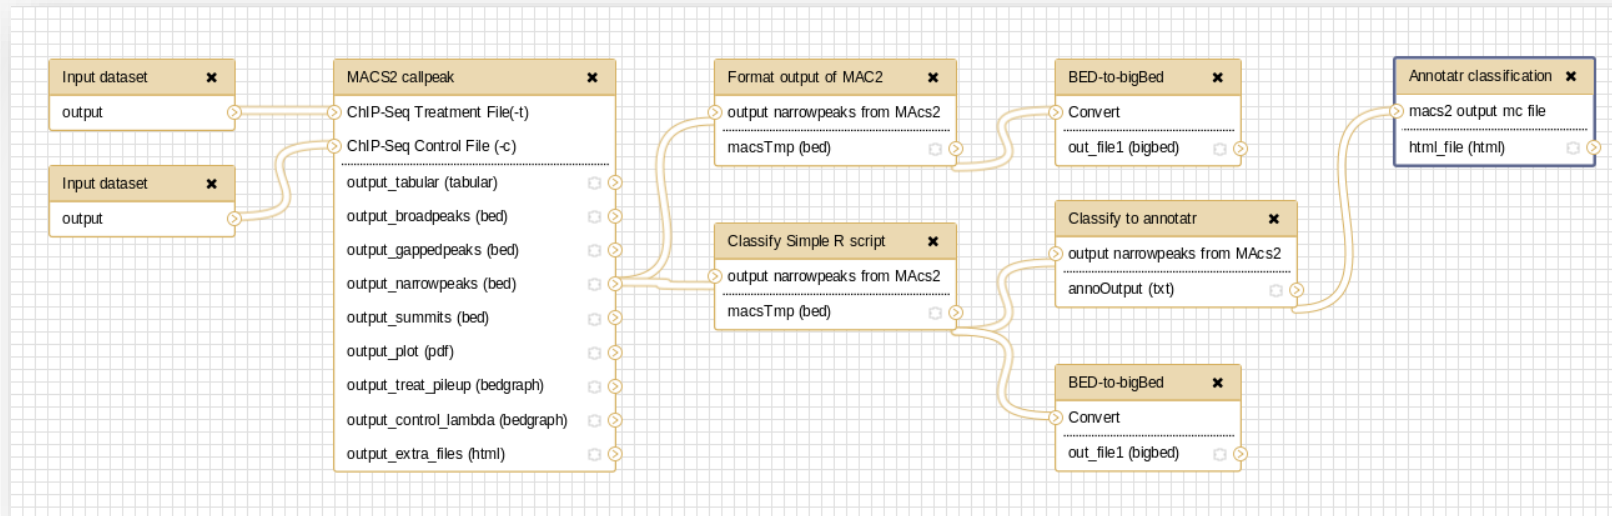 Input dataset
output
Input dataset
output
MACS2 callpeak
ChIP-Seq Treatment File(-t)
ChIP-Seq Control File (-c)
output_tabular (tabular)
output_broadpeaks (bed)
output_gappedpeaks (bed)
output_narrowpeaks (bed)
output_summits (bed)
output_plot (pdf)
output_treat_pileup (bedgraph)
output_control_lambda (bedgraph)
output_extra_files (html)
Format output of MAC2
output narrowpeaks from MAcs2
macsTmp (bed)
Classify Simple R script
output narrowpeaks from MAcs2
macsTmp (bed)
BED-to-bigBed
Convert
out_file1 (bigbed)
Classify to annotatr
output narrowpeaks from MAcs2
annoOutput (txt)
BED-to-bigBed
Convert
out_file1 (bigbed)
Annotatr classification
macs2 output mc file
html_file (html)